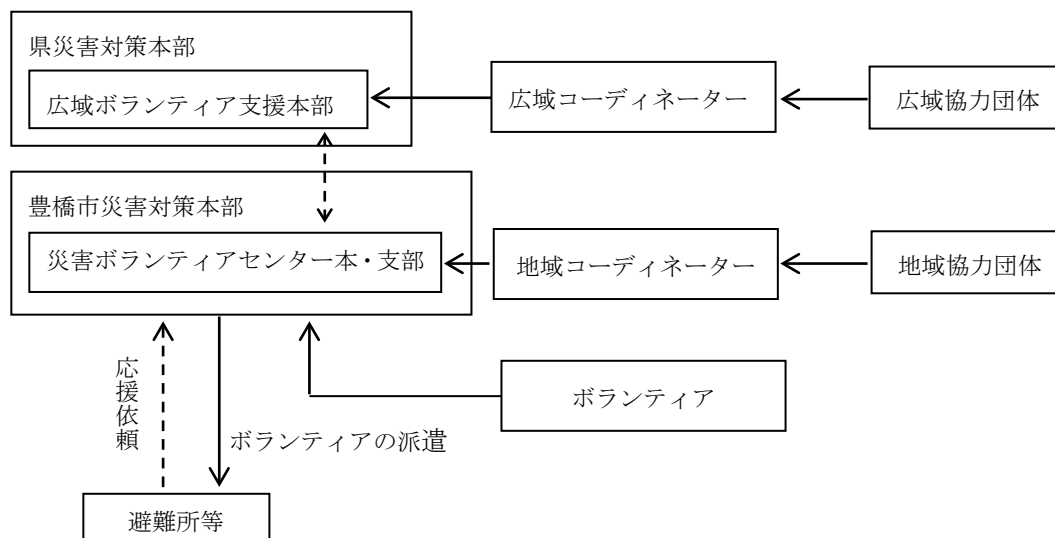 県災害対策本部
広域ボランティア支援本部
広域コーディネーター
広域協力団体
豊橋市災害対策本部
災害ボランティアセンター本・支部
地域コーディネーター
地域協力団体
応援依頼
ボランティアの派遣
ボランティア
避難所等